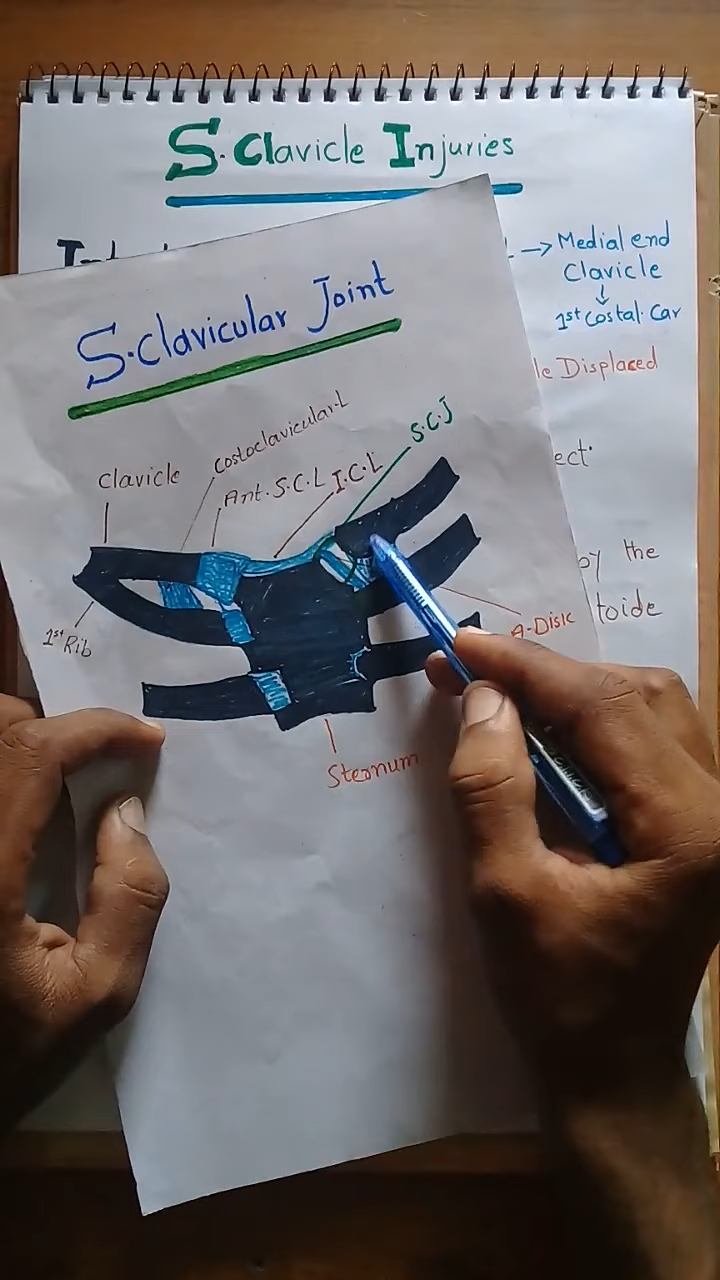 S.Clavicle Injuries
→ Medial end
Clavicle
↓
1st Costal. Car
le Displaced
ect.
by the
toide
S.Clavicular Joint
Clavicle
Costoclavicular.L
Ant. S.C.L
I.C.L
S.C.J
1st Rib
A-Disk
Sternum